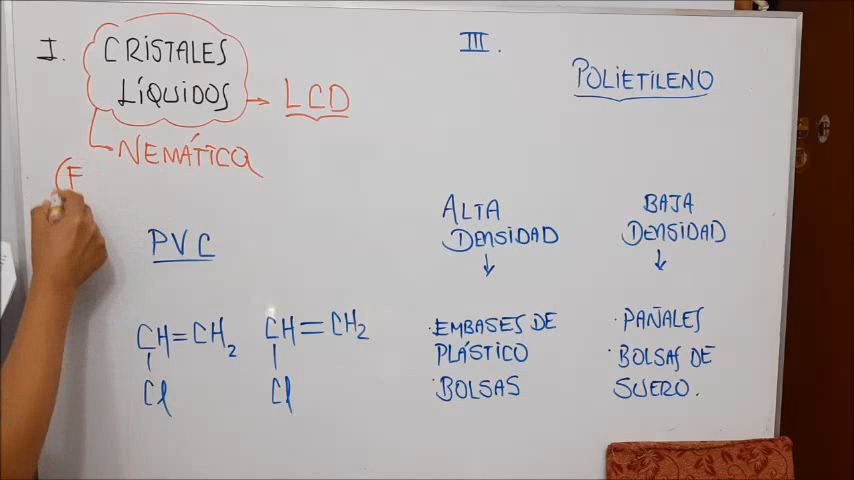 I. CRISTALES
LÍQUIDOS → LCD
NEMÁTICA
(F
PVC
CH=CH2 CH=CH2
Cl Cl
III.
POLIETILENO
ALTA
DENSIDAD
· EMBASES DE
PLÁSTICO
· BOLSAS
BAJA
DENSIDAD
· PAÑALES
· BOLSAS DE
SUERO.